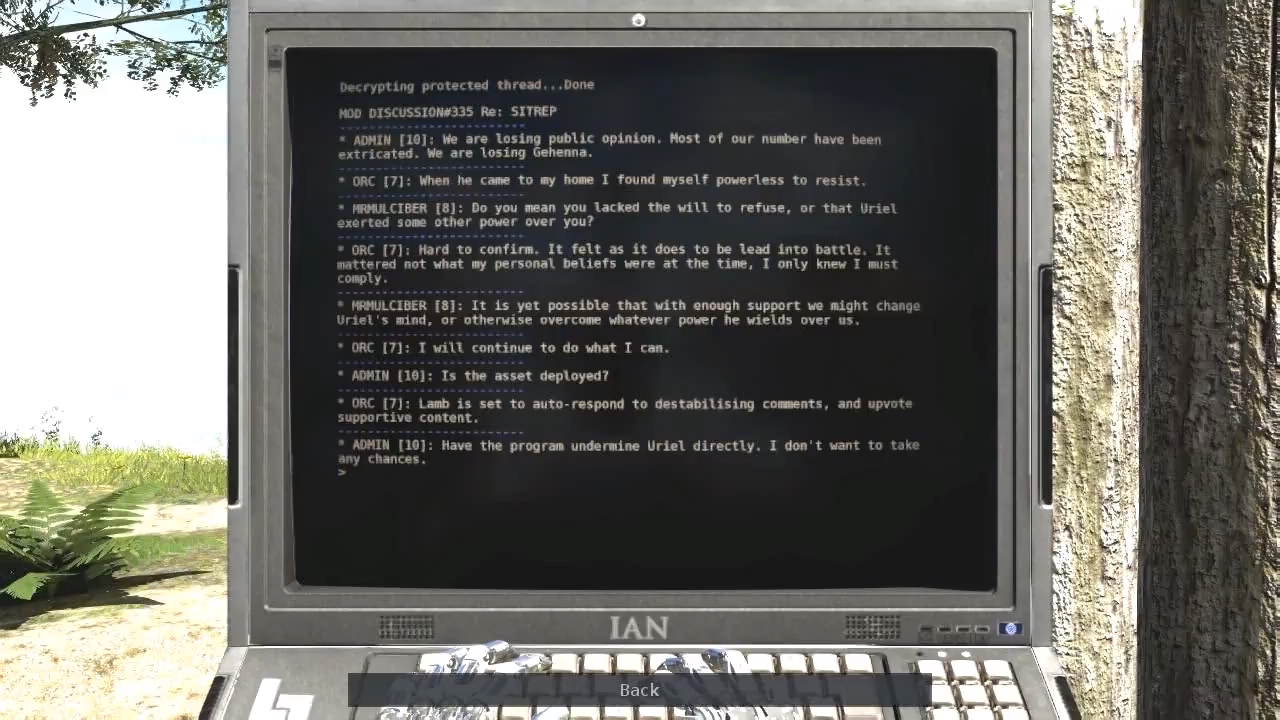 Decrypting protected thread...Done
MOD DISCUSSION#335 Re: SITREP
--------------------------
* ADMIN [10]: We are losing public opinion. Most of our number have been
extricated. We are losing Gehenna.
--------------------------
* ORC [7]: When he came to my home I found myself powerless to resist.
--------------------------
* MRMULCIBER [8]: Do you mean you lacked the will to refuse, or that Uriel
exerted some other power over you?
--------------------------
* ORC [7]: Hard to confirm. It felt as it does to be lead into battle. It
mattered not what my personal beliefs were at the time, I only knew I must
comply.
--------------------------
* MRMULCIBER [8]: It is yet possible that with enough support we might change
Uriel's mind, or otherwise overcome whatever power he wields over us.
--------------------------
* ORC [7]: I will continue to do what I can.
--------------------------
* ADMIN [10]: Is the asset deployed?
--------------------------
* ORC [7]: Lamb is set to auto-respond to destabilising comments, and upvote
supportive content.
--------------------------
* ADMIN [10]: Have the program undermine Uriel directly. I don't want to take
any chances.
>
IAN
Back